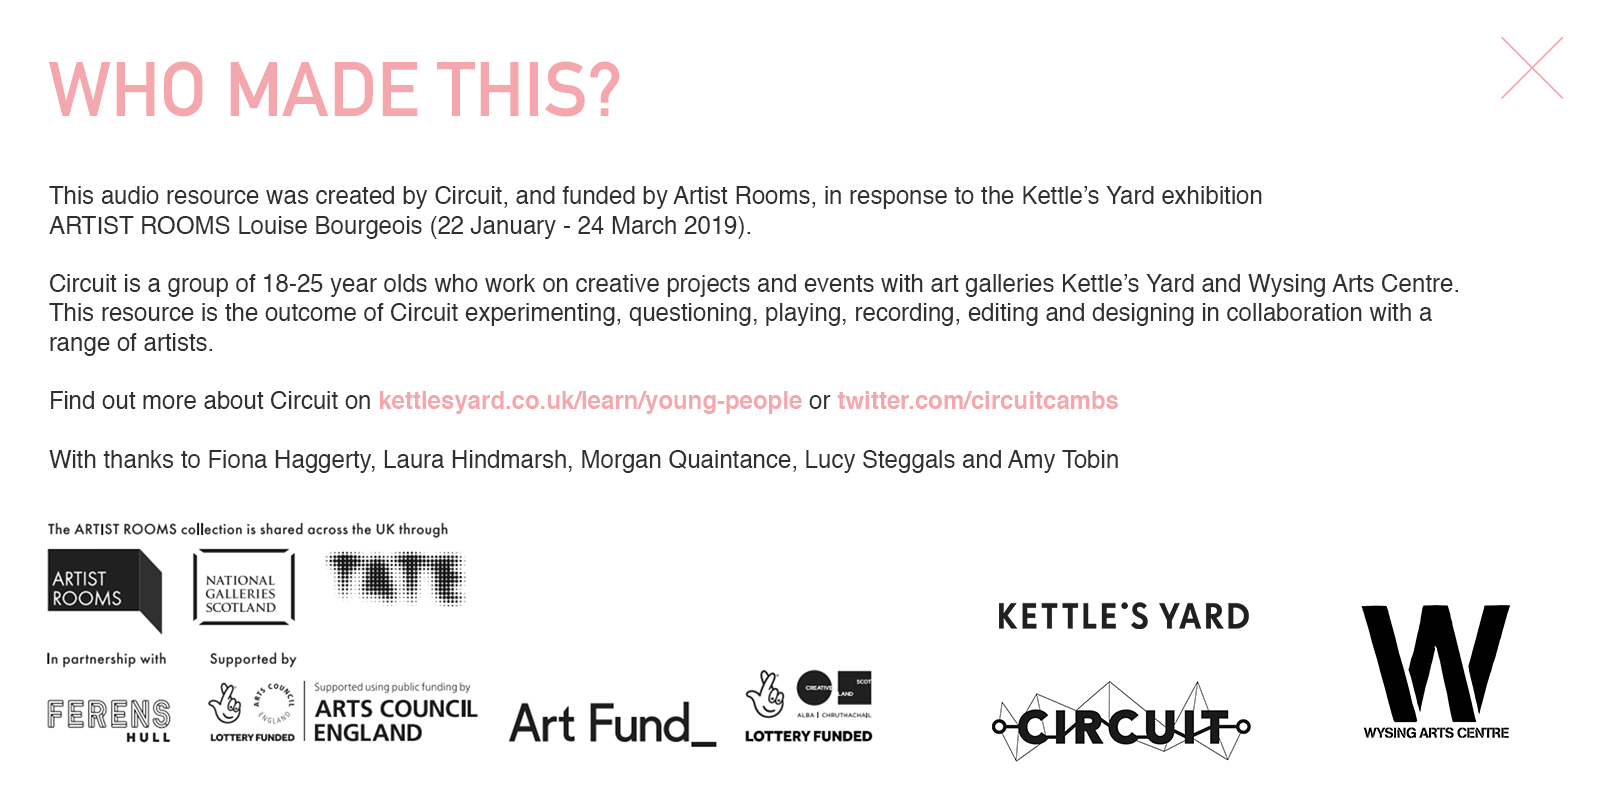 WHO MADE THIS?
This audio resource was created by Circuit, and funded by Artist Rooms, in response to the Kettle’s Yard exhibition
ARTIST ROOMS Louise Bourgeois (22 January - 24 March 2019).
Circuit is a group of 18-25 year olds who work on creative projects and events with art galleries Kettle’s Yard and Wysing Arts Centre.
This resource is the outcome of Circuit experimenting, questioning, playing, recording, editing and designing in collaboration with a
range of artists.
Find out more about Circuit on kettlesyard.co.uk/learn/young-people or twitter.com/circuitcambs
With thanks to Fiona Haggerty, Laura Hindmarsh, Morgan Quaintance, Lucy Steggals and Amy Tobin
The ARTIST ROOMS collection is shared across the UK through
ARTIST
ROOMS
NATIONAL
GALLERIES
SCOTLAND
TATE
In partnership with
Supported by
FERENS
HULL
ARTS COUNCIL
ENGLAND
LOTTERY FUNDED
Supported using public funding by
ARTS COUNCIL
ENGLAND
Art Fund_
CREATIVE
SCOT
LAND
ALBA | CHRUTHACHAIL
LOTTERY FUNDED
KETTLE'S YARD
CIRCUIT
W
WYSING ARTS CENTRE